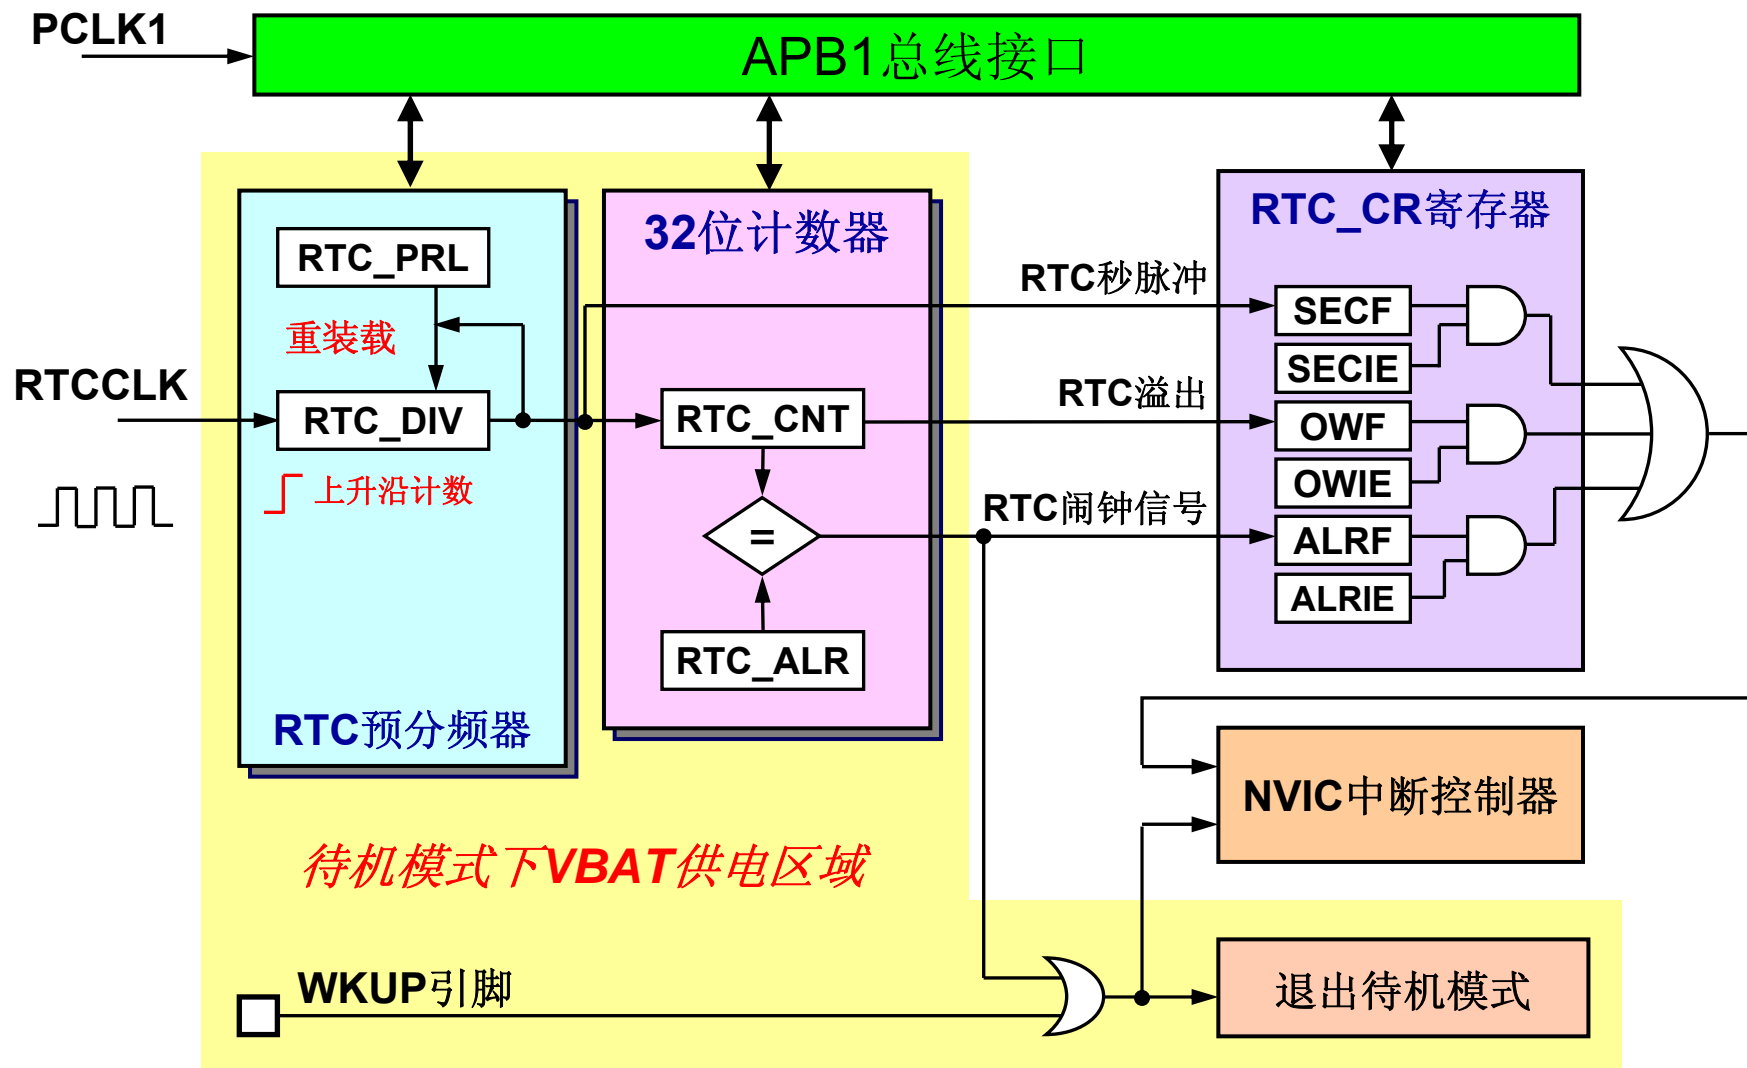 PCLK1
APB1总线接口
RTC_PRL
重装载
RTCCLK
RTC_DIV
上升沿计数
RTC预分频器
32位计数器
RTC_CNT
=
RTC_ALR
RTC秒脉冲
RTC溢出
RTC闹钟信号
RTC_CR寄存器
SECF
SECIE
OWF
OWIE
ALRF
ALRIE
NVIC中断控制器
待机模式下VBAT供电区域
WKUP引脚
退出待机模式